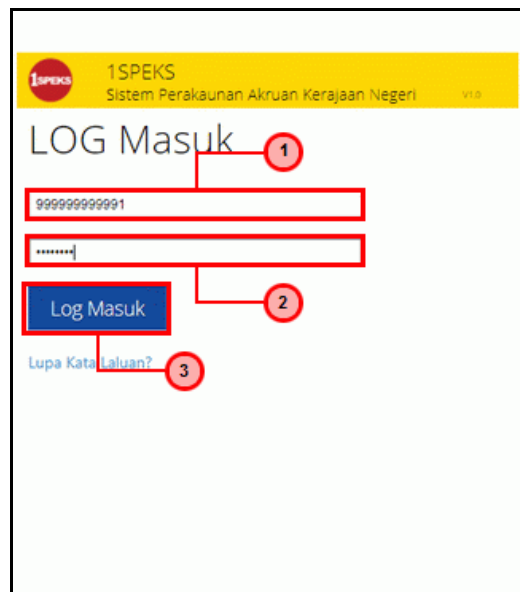 1SPEKS
1SPEKS
Sistem Perakaunan Akruan Kerajaan Negeri V1.0
LOG Masuk
1
999999999991
••••••••
Log Masuk
2
Lupa Kata Laluan?
3